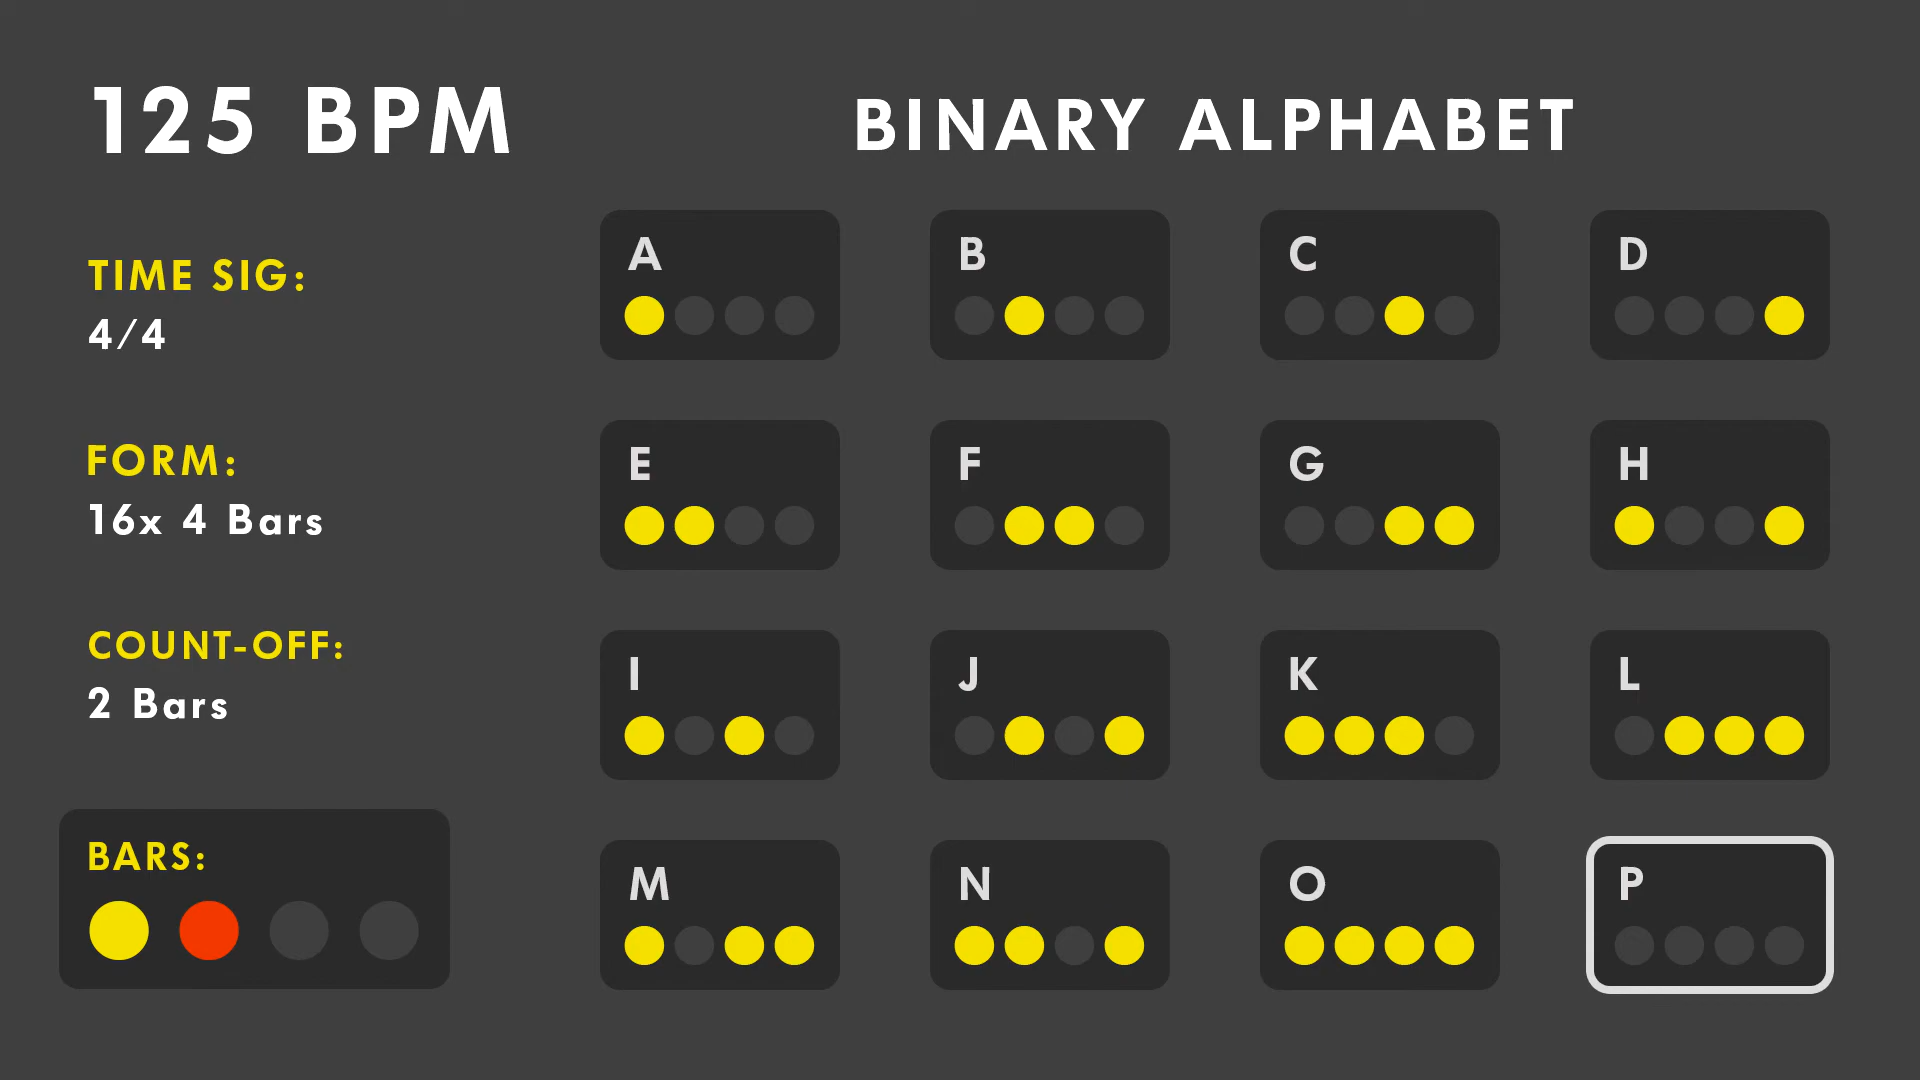 125 BPM
BINARY ALPHABET
TIME SIG:
4/4
FORM:
16x 4 Bars
COUNT-OFF:
2 Bars
BARS:
A
B
C
D
E
F
G
H
I
J
K
L
M
N
O
P